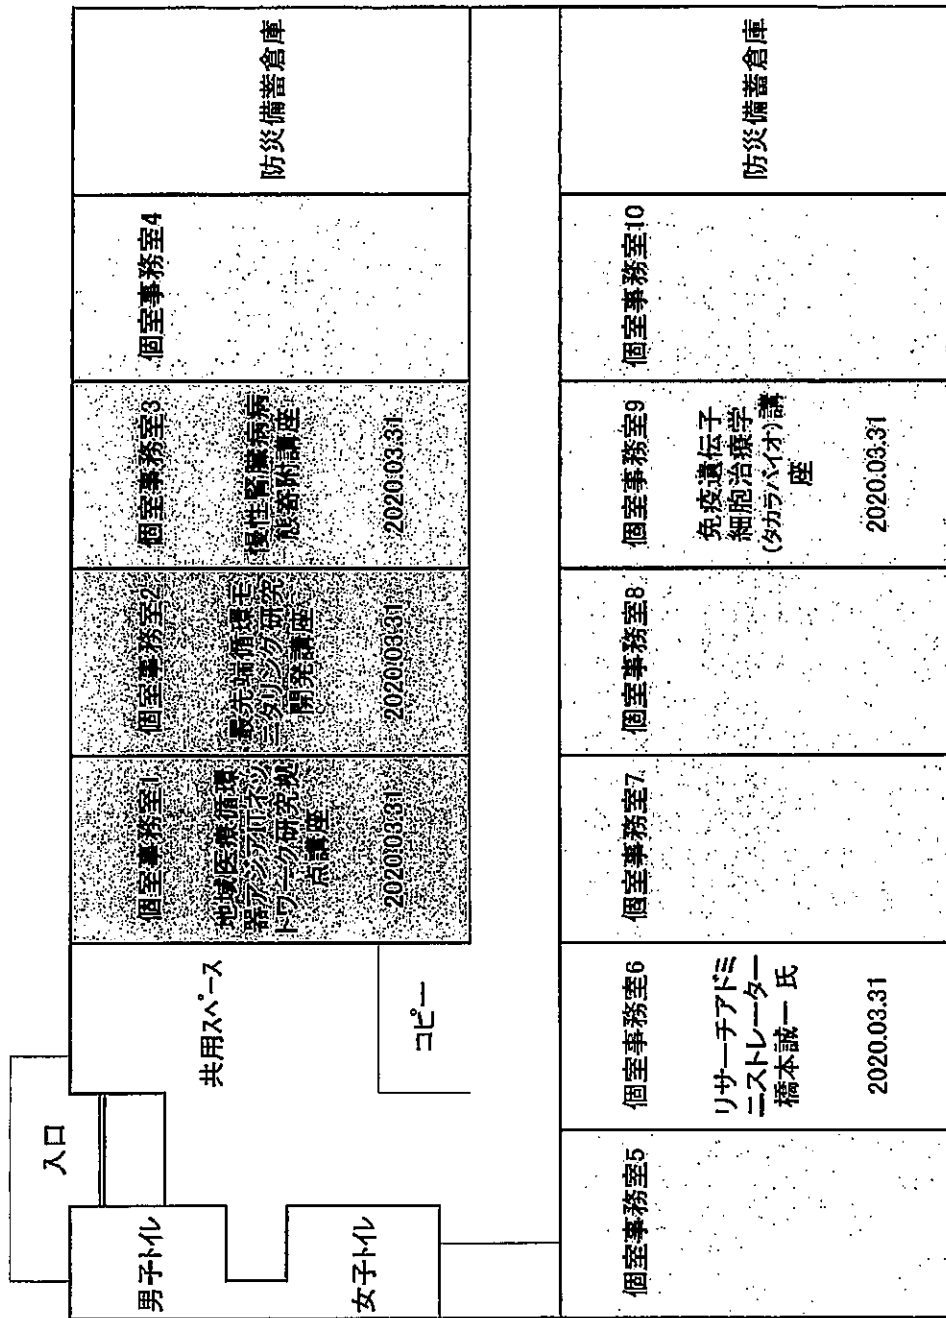 入口
男子トイレ
女子トイレ
共用スペース
コピー
個室事務室1
地域医療循環
器アジアITネッ
トワーク研究拠
点講座
2020.03.31
個室事務室2
最先端循環モ
ニタリング研究
開発講座
2020.03.31
個室事務室3
慢性腎臓病病
態寄附講座
2020.03.31
個室事務室4
防災備蓄倉庫
個室事務室5
個室事務室6
リサーチアドミ
ニストレーター
橋本誠一 氏
2020.03.31
個室事務室7
個室事務室8
個室事務室9
免疫遺伝子
細胞治療学
(タカラバイオ)講
座
2020.03.31
個室事務室10
防災備蓄倉庫